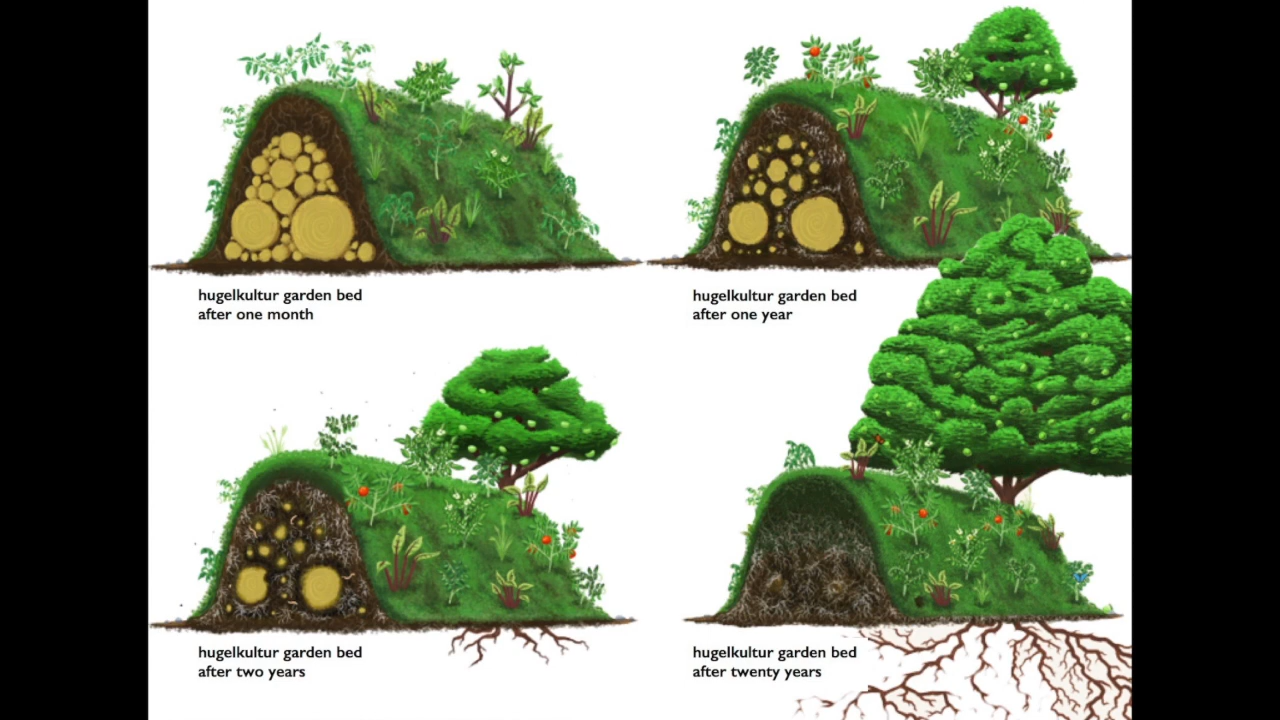 hugelkultur garden bed
after one month
hugelkultur garden bed
after one year
hugelkultur garden bed
after two years
hugelkultur garden bed
after twenty years